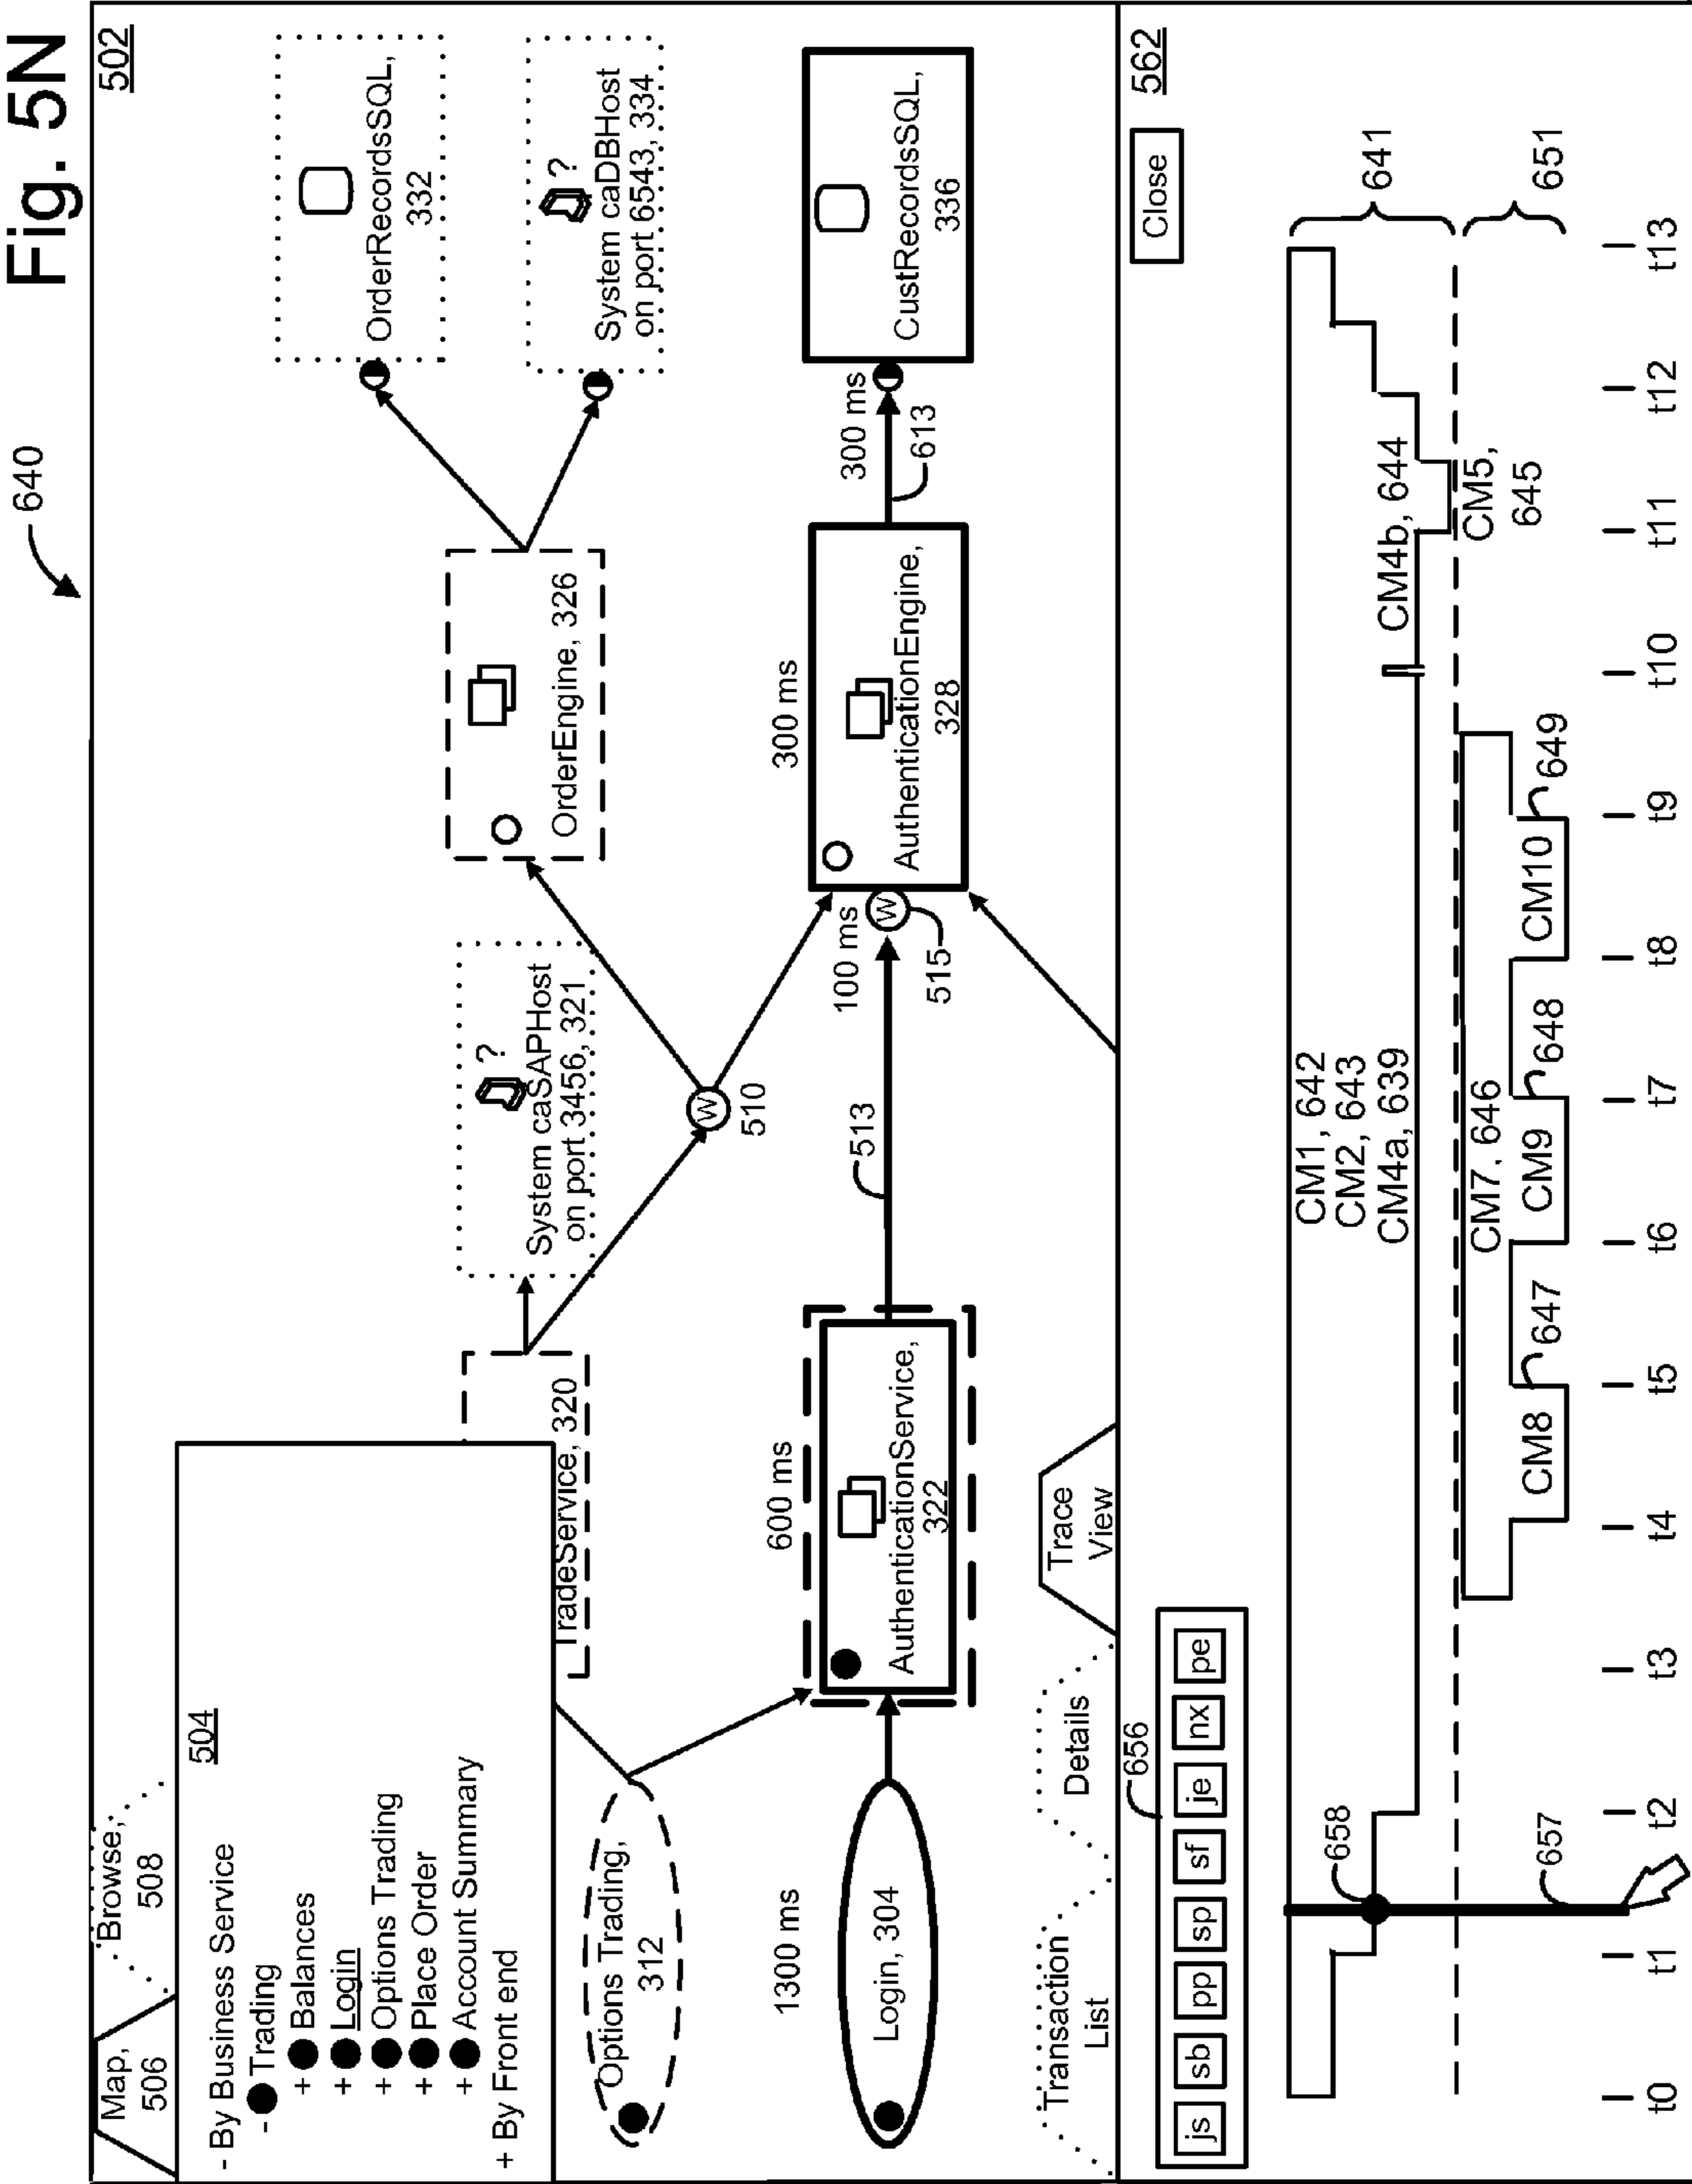 Fig. 5N
640
502
Map,
506
Browse,
508
504
- By Business Service
- Trading
+ Balances
+ Login
+ Options Trading
+ Place Order
+ Account Summary
+ By Front end
TradeService, 320
?
System caSAPHost
on port 3456, 321
W
510
OrderEngine, 326
OrderRecordsSQL,
332
?
System caDBHost
on port 6543, 334
Options Trading,
312
1300 ms
Login, 304
600 ms
AuthenticationService,
322
513
100 ms
W
515
300 ms
AuthenticationEngine,
328
300 ms
613
CustRecordsSQL,
336
Transaction
List
Details
Trace
View
562
Close
656
js
sb
pp
sp
sf
je
nx
pe
658
657
CM1, 642
CM2, 643
CM4a, 639
CM4b, 644
CM5,
645
641
651
CM7, 646
CM8
647
CM9
648
CM10
649
t0
t1
t2
t3
t4
t5
t6
t7
t8
t9
t10
t11
t12
t13